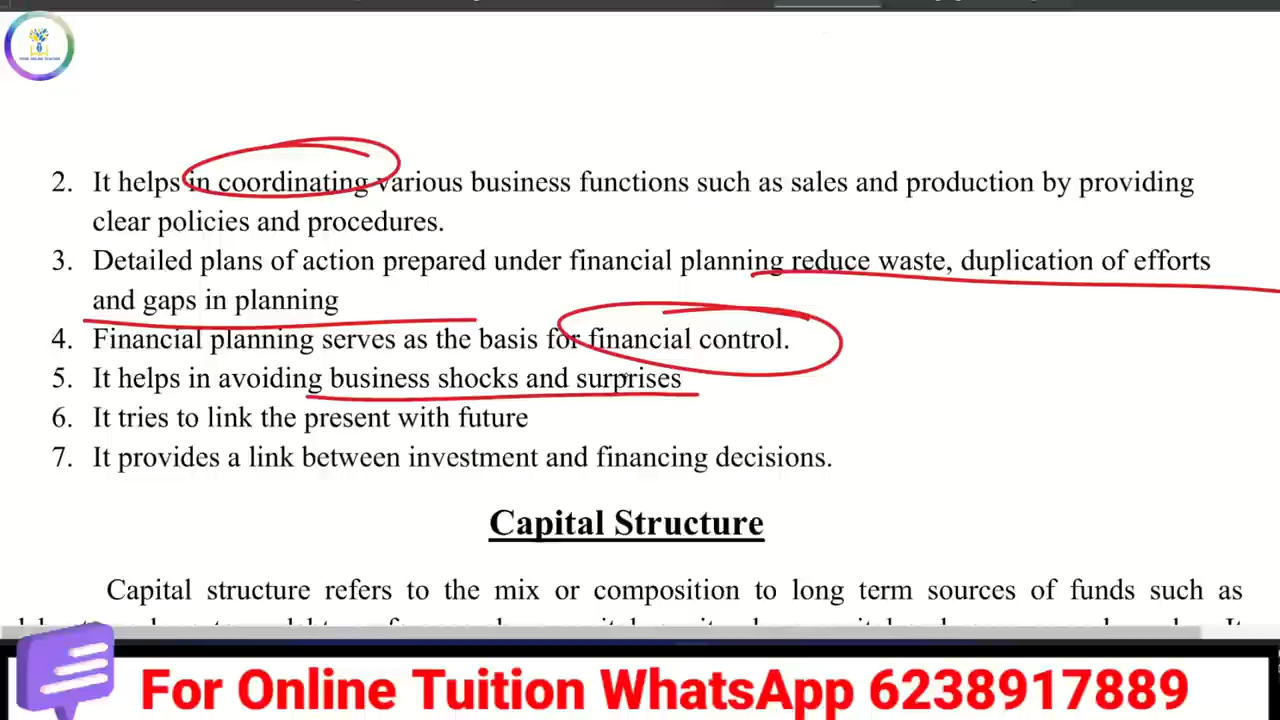 2. It helps in coordinating various business functions such as sales and production by providing
clear policies and procedures.
3. Detailed plans of action prepared under financial planning reduce waste, duplication of efforts
and gaps in planning
4. Financial planning serves as the basis for financial control.
5. It helps in avoiding business shocks and surprises
6. It tries to link the present with future
7. It provides a link between investment and financing decisions.
Capital Structure
Capital structure refers to the mix or composition to long term sources of funds such as
For Online Tuition WhatsApp 6238917889